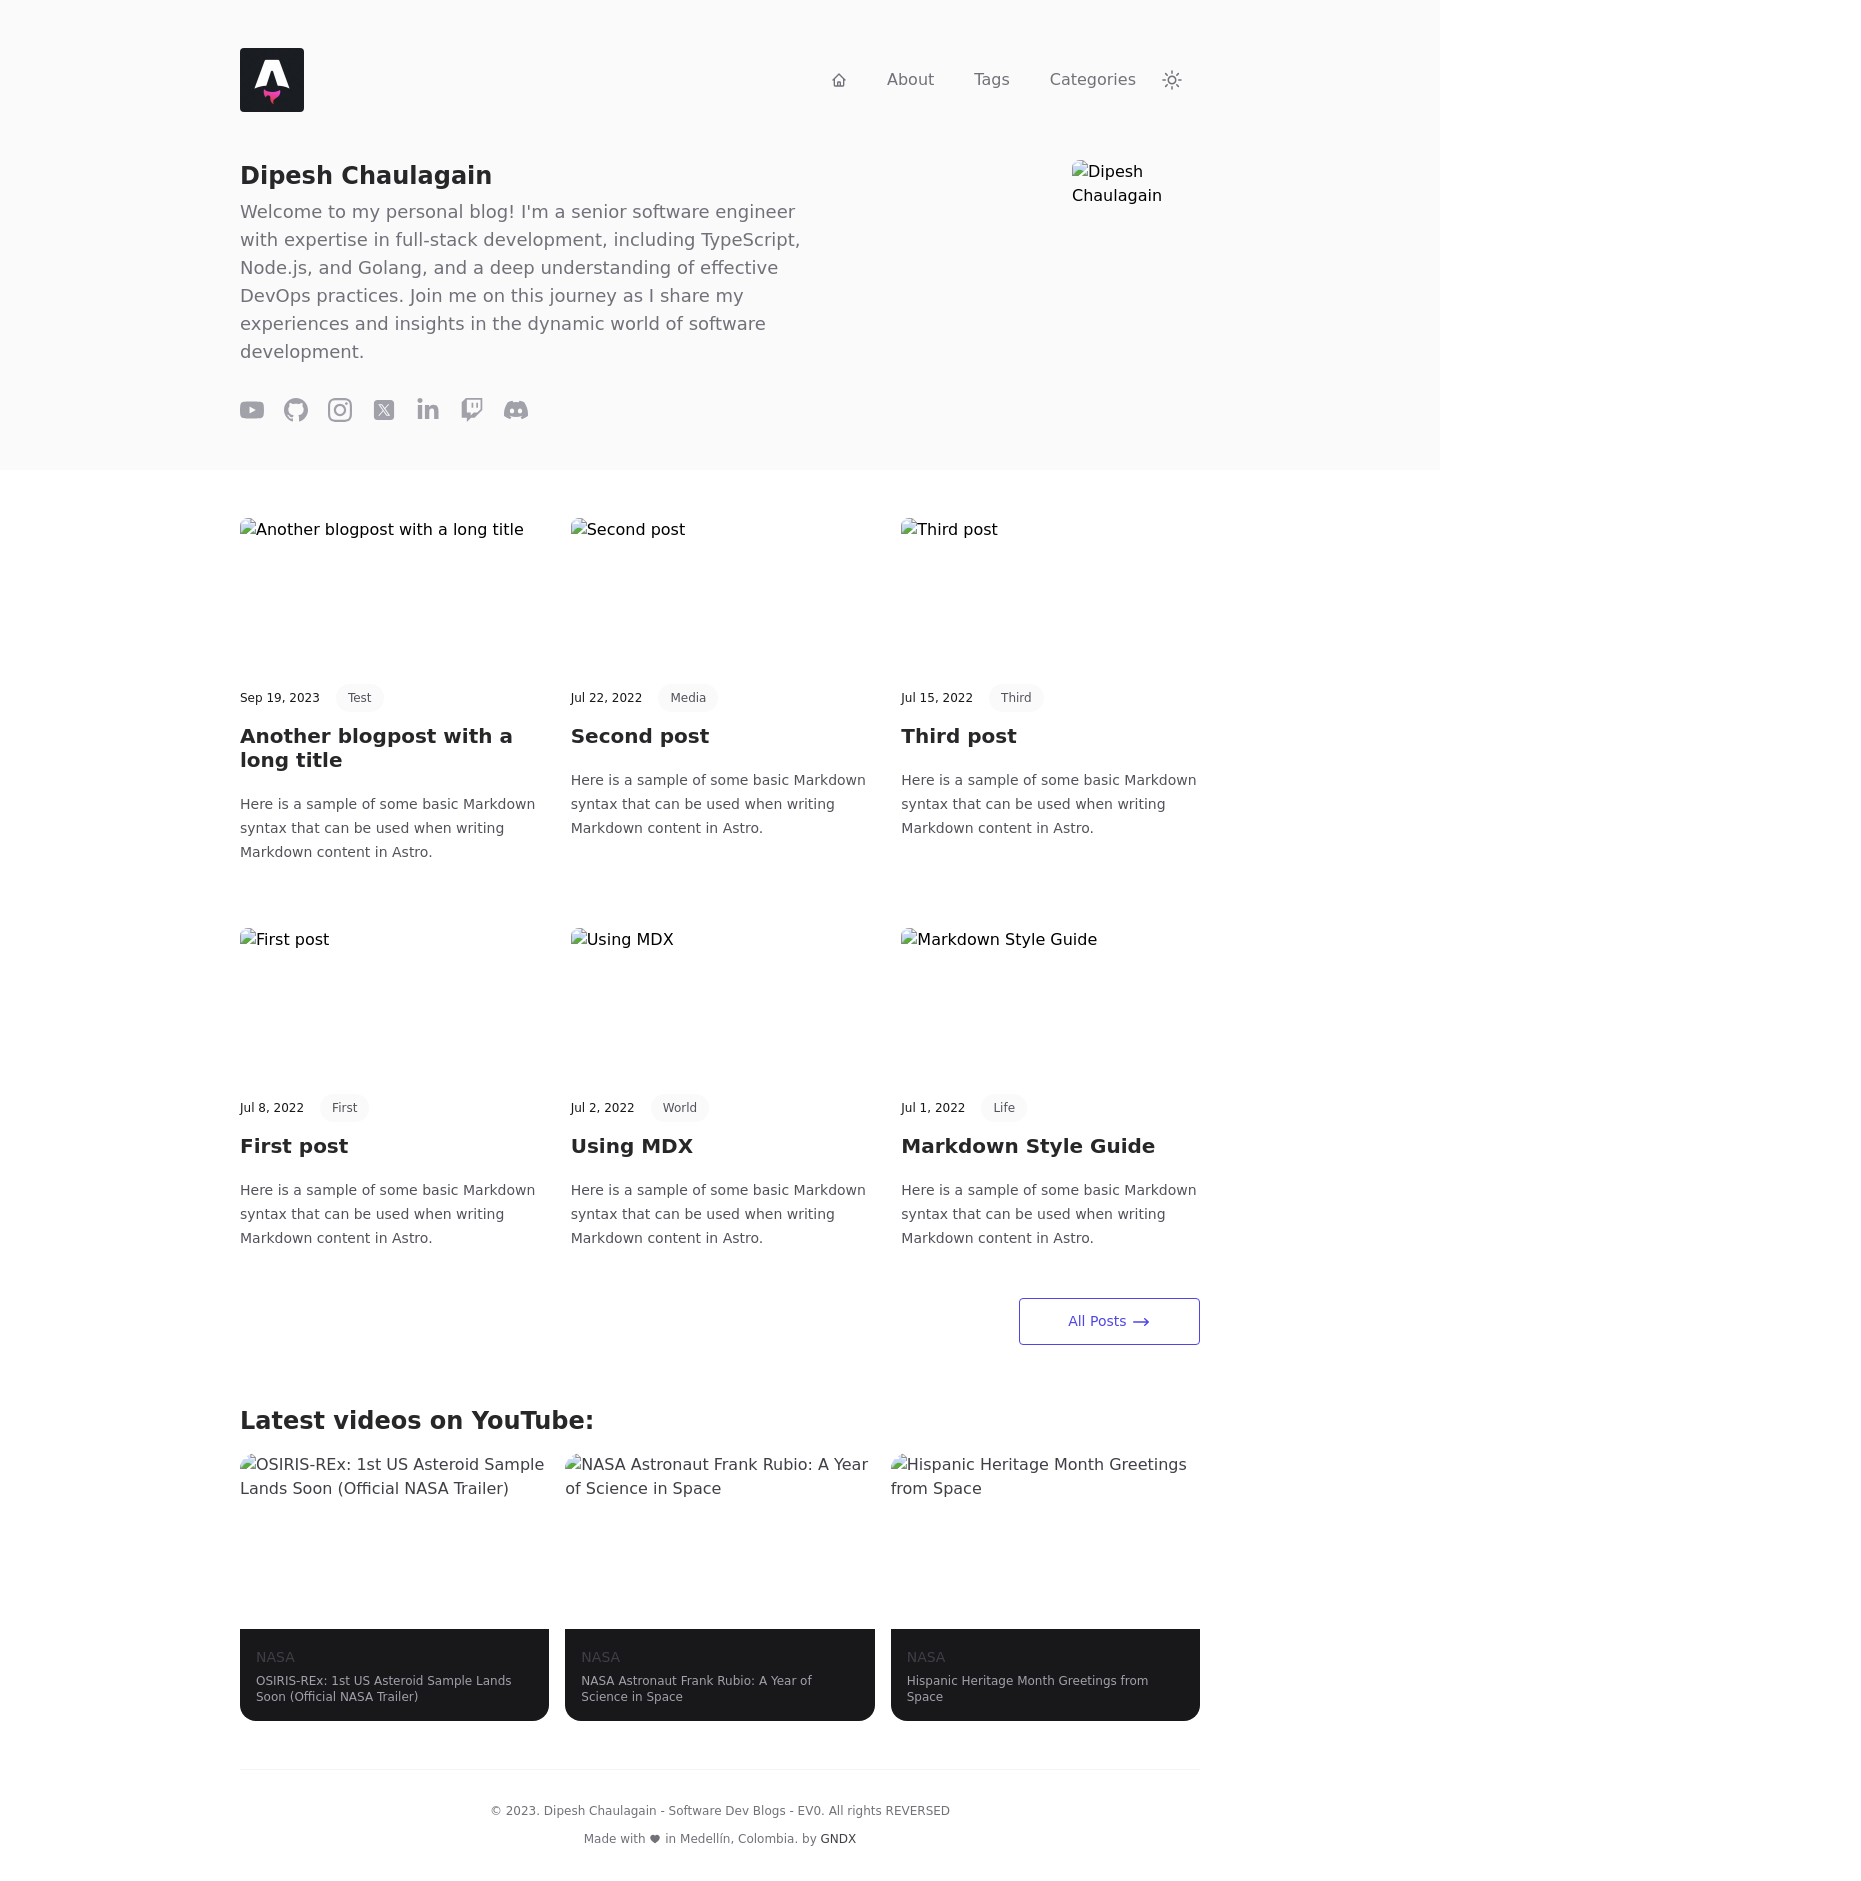 About Tags Categories
Dipesh Chaulagain
Dipesh
Chaulagain
Welcome to my personal blog! I'm a senior software engineer
with expertise in full-stack development, including TypeScript,
Node.js, and Golang, and a deep understanding of effective
DevOps practices. Join me on this journey as I share my
experiences and insights in the dynamic world of software
development.
Another blogpost with a long title
Second post
Third post
Sep 19, 2023 Test
Another blogpost with a
long title
Here is a sample of some basic Markdown
syntax that can be used when writing
Markdown content in Astro.
Jul 22, 2022 Media
Second post
Here is a sample of some basic Markdown
syntax that can be used when writing
Markdown content in Astro.
Jul 15, 2022 Third
Third post
Here is a sample of some basic Markdown
syntax that can be used when writing
Markdown content in Astro.
First post
Using MDX
Markdown Style Guide
Jul 8, 2022 First
First post
Here is a sample of some basic Markdown
syntax that can be used when writing
Markdown content in Astro.
Jul 2, 2022 World
Using MDX
Here is a sample of some basic Markdown
syntax that can be used when writing
Markdown content in Astro.
Jul 1, 2022 Life
Markdown Style Guide
Here is a sample of some basic Markdown
syntax that can be used when writing
Markdown content in Astro.
All Posts
Latest videos on YouTube:
OSIRIS-REx: 1st US Asteroid Sample
Lands Soon (Official NASA Trailer)
NASA
OSIRIS-REx: 1st US Asteroid Sample Lands
Soon (Official NASA Trailer)
NASA Astronaut Frank Rubio: A Year
of Science in Space
NASA
NASA Astronaut Frank Rubio: A Year of
Science in Space
Hispanic Heritage Month Greetings
from Space
NASA
Hispanic Heritage Month Greetings from
Space
© 2023. Dipesh Chaulagain - Software Dev Blogs - EV0. All rights REVERSED
Made with ♥ in Medellín, Colombia. by GNDX